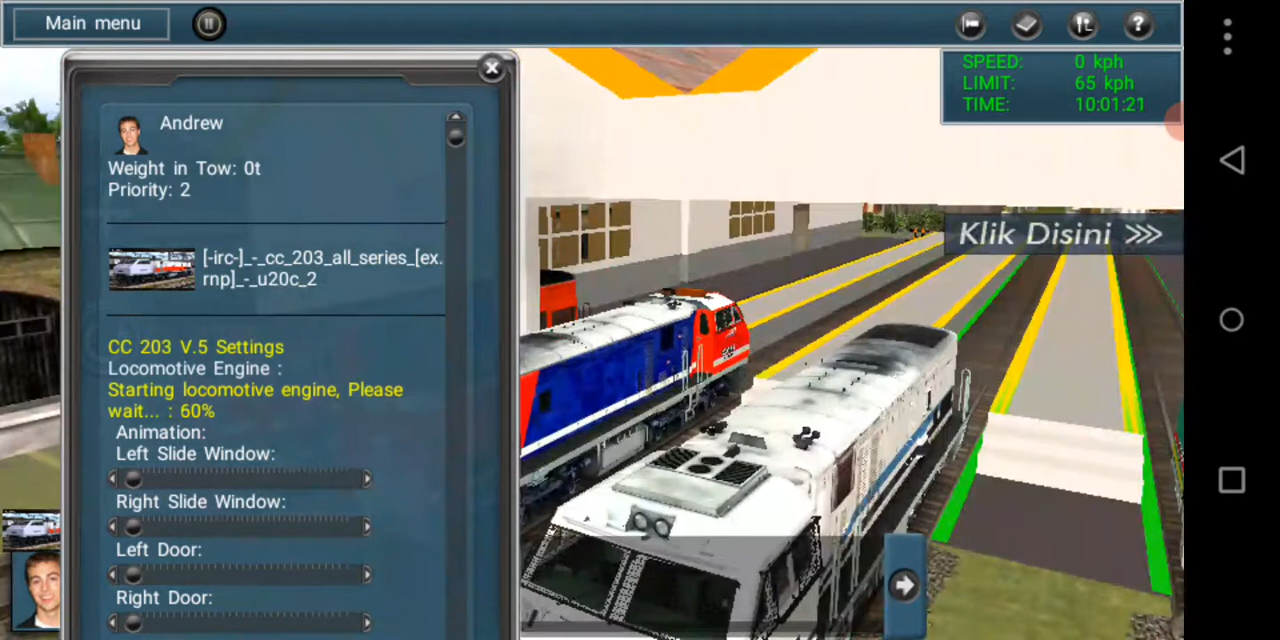 Main menu
SPEED: 0 kph
LIMIT: 65 kph
TIME: 10:01:21
Andrew
Weight in Tow: 0t
Priority: 2
[-irc-]_-_cc_203_all_series_[ex.
rnp]_-_u20c_2
CC 203 V.5 Settings
Locomotive Engine :
Starting locomotive engine, Please
wait... : 60%
Animation:
Left Slide Window:
Right Slide Window:
Left Door:
Right Door:
Klik Disini >>>